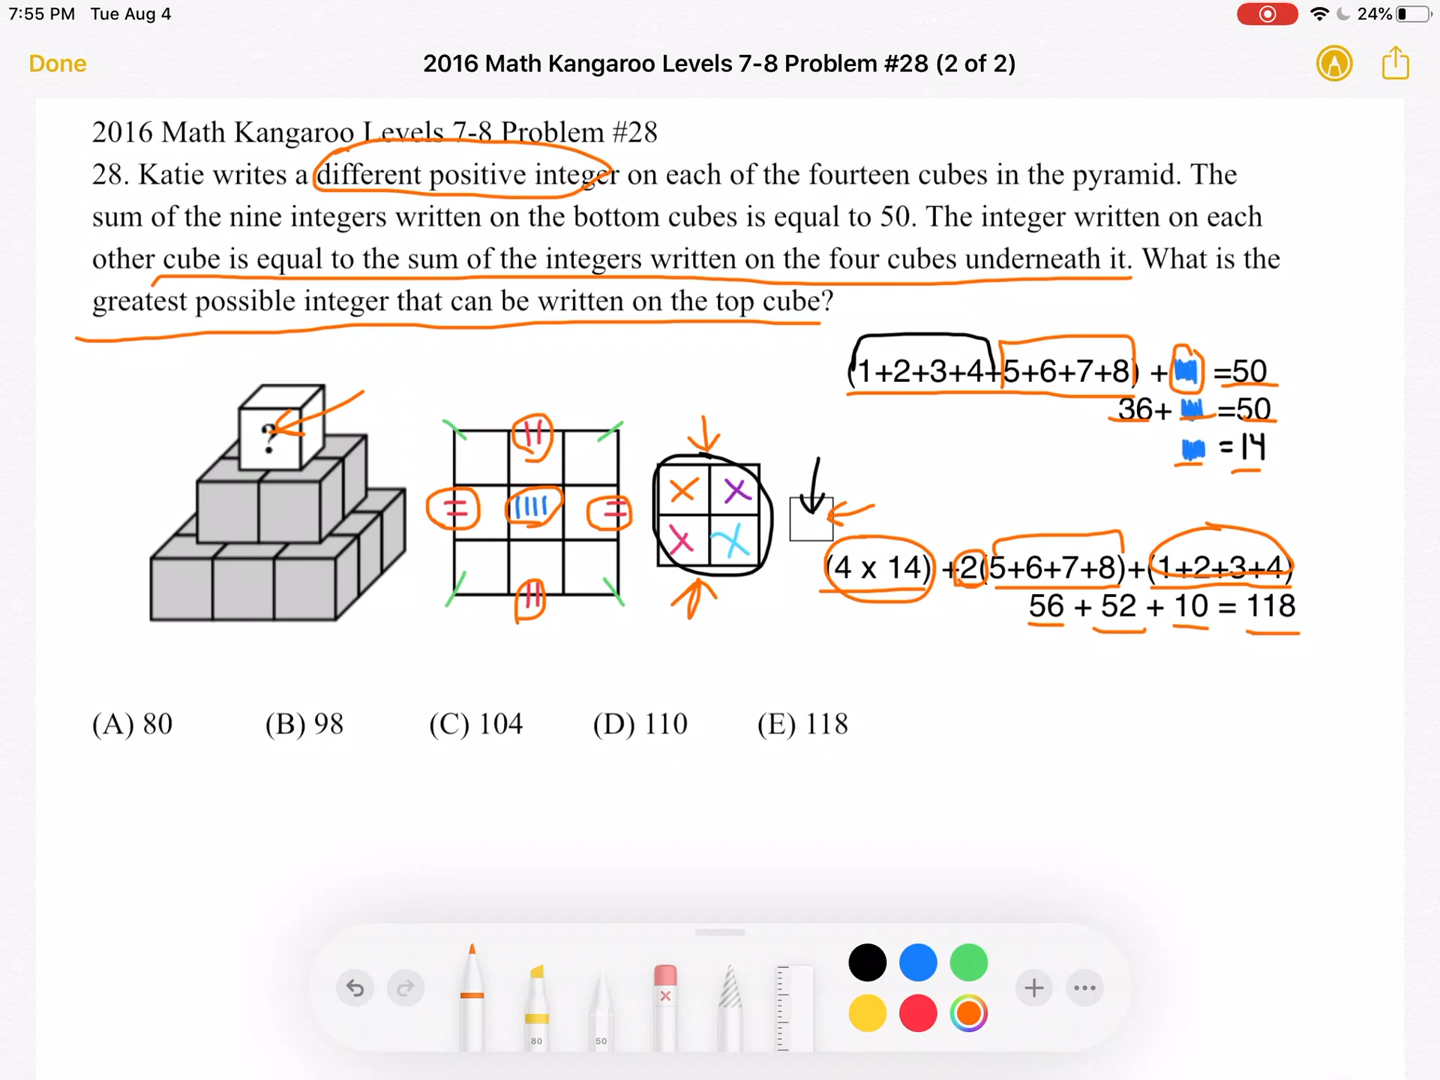 7:55 PM Tue Aug 4
24%
Done
2016 Math Kangaroo Levels 7-8 Problem #28 (2 of 2)
2016 Math Kangaroo Levels 7-8 Problem #28
28. Katie writes a different positive integer on each of the fourteen cubes in the pyramid. The
sum of the nine integers written on the bottom cubes is equal to 50. The integer written on each
other cube is equal to the sum of the integers written on the four cubes underneath it. What is the
greatest possible integer that can be written on the top cube?
(1+2+3+4+5+6+7+8) + =50
36+ =50
= 14
?
(4 x 14) +2(5+6+7+8)+(1+2+3+4)
56 + 52 + 10 = 118
(A) 80 (B) 98 (C) 104 (D) 110 (E) 118
80
50